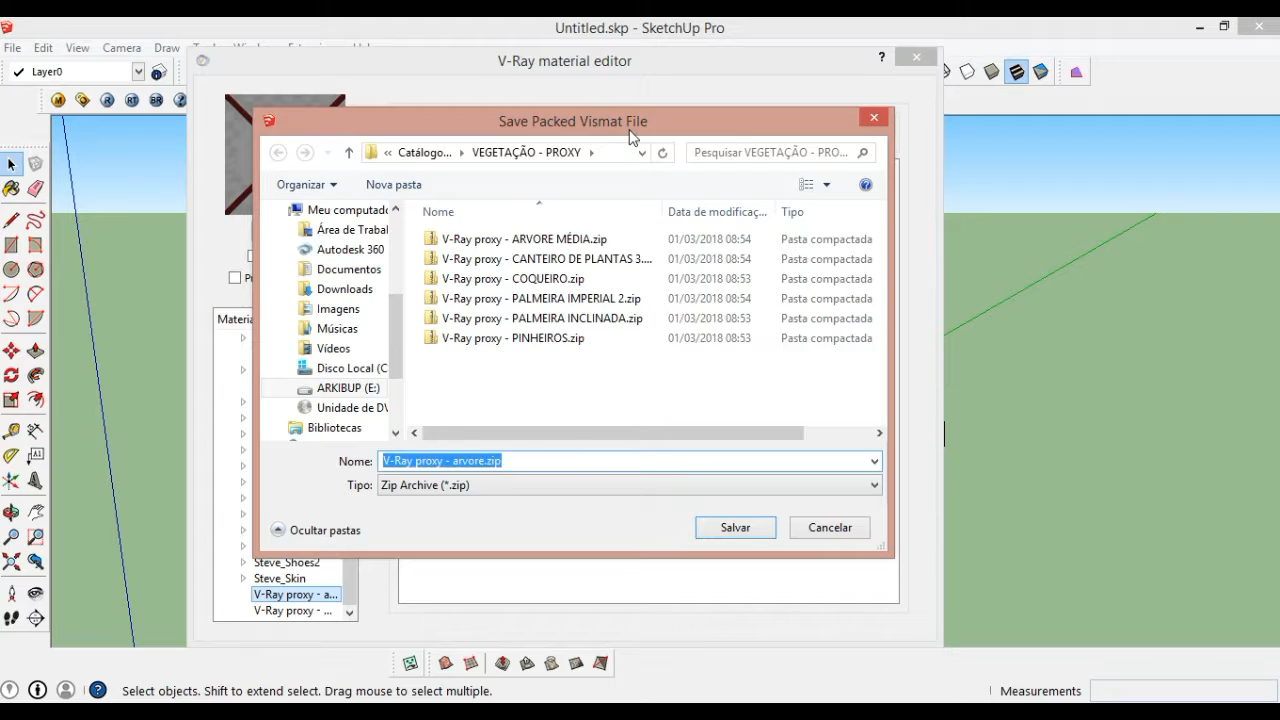 Untitled.skp - SketchUp Pro
File Edit View Camera Draw
V-Ray material editor
?
Layer0
Save Packed Vismat File
« Catálogo... VEGETAÇÃO - PROXY
Pesquisar VEGETAÇÃO - PRO...
Organizar Nova pasta
Meu computado
Área de Trabal
Autodesk 360
Documentos
Downloads
Imagens
Músicas
Vídeos
Disco Local (C
ARKIBUP (E:)
Unidade de DV
Bibliotecas
Nome Data de modificaç... Tipo
V-Ray proxy - ARVORE MÉDIA.zip 01/03/2018 08:54 Pasta compactada
V-Ray proxy - CANTEIRO DE PLANTAS 3.... 01/03/2018 08:54 Pasta compactada
V-Ray proxy - COQUEIRO.zip 01/03/2018 08:53 Pasta compactada
V-Ray proxy - PALMEIRA IMPERIAL 2.zip 01/03/2018 08:54 Pasta compactada
V-Ray proxy - PALMEIRA INCLINADA.zip 01/03/2018 08:53 Pasta compactada
V-Ray proxy - PINHEIROS.zip 01/03/2018 08:53 Pasta compactada
Nome: V-Ray proxy - arvore.zip
Tipo: Zip Archive (*.zip)
Ocultar pastas
Salvar Cancelar
Materia
Steve_Shoes2
Steve_Skin
V-Ray proxy - a...
V-Ray proxy - ...
Select objects. Shift to extend select. Drag mouse to select multiple.
Measurements